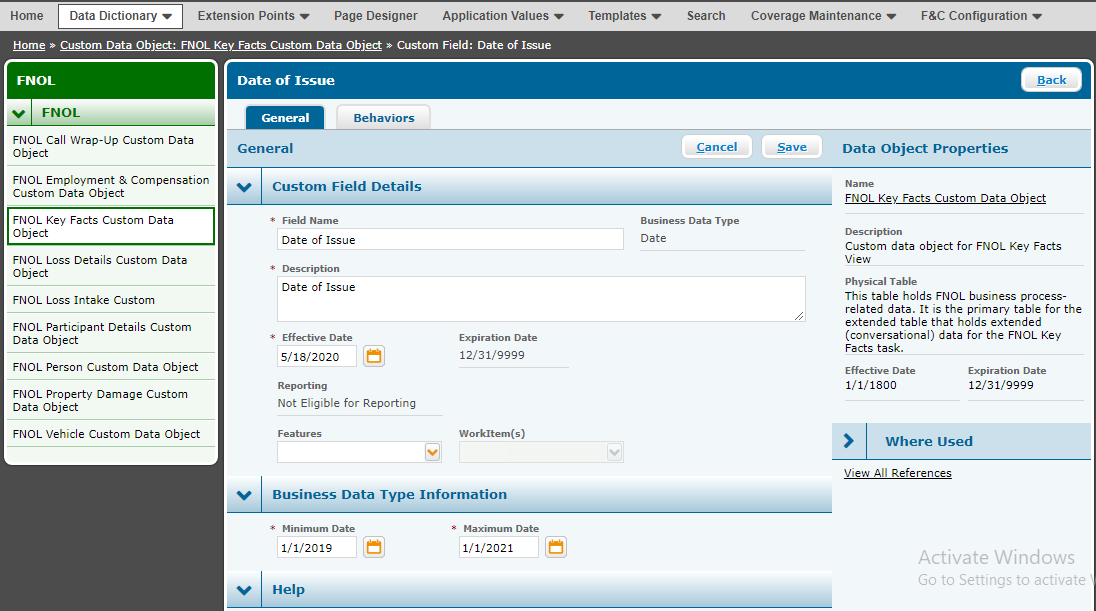 Home Data Dictionary Extension Points Page Designer Application Values Templates Search Coverage Maintenance F&C Configuration
Home » Custom Data Object: FNOL Key Facts Custom Data Object » Custom Field: Date of Issue
FNOL
FNOL
FNOL Call Wrap-Up Custom Data
Object
FNOL Employment & Compensation
Custom Data Object
FNOL Key Facts Custom Data
Object
FNOL Loss Details Custom Data
Object
FNOL Loss Intake Custom
FNOL Participant Details Custom
Data Object
FNOL Person Custom Data Object
FNOL Property Damage Custom
Data Object
FNOL Vehicle Custom Data Object
Date of Issue Back
General Behaviors
General Cancel Save
Custom Field Details
* Field Name Business Data Type
Date of Issue Date
* Description
Date of Issue
* Effective Date Expiration Date
5/18/2020 12/31/9999
Reporting
Not Eligible for Reporting
Features WorkItem(s)
Business Data Type Information
* Minimum Date * Maximum Date
1/1/2019 1/1/2021
Help
Data Object Properties
Name
FNOL Key Facts Custom Data Object
Description
Custom data object for FNOL Key Facts
View
Physical Table
This table holds FNOL business process-
related data. It is the primary table for the
extended table that holds extended
(conversational) data for the FNOL Key
Facts task.
Effective Date Expiration Date
1/1/1800 12/31/9999
Where Used
View All References
Activate Windows
Go to Settings to activate